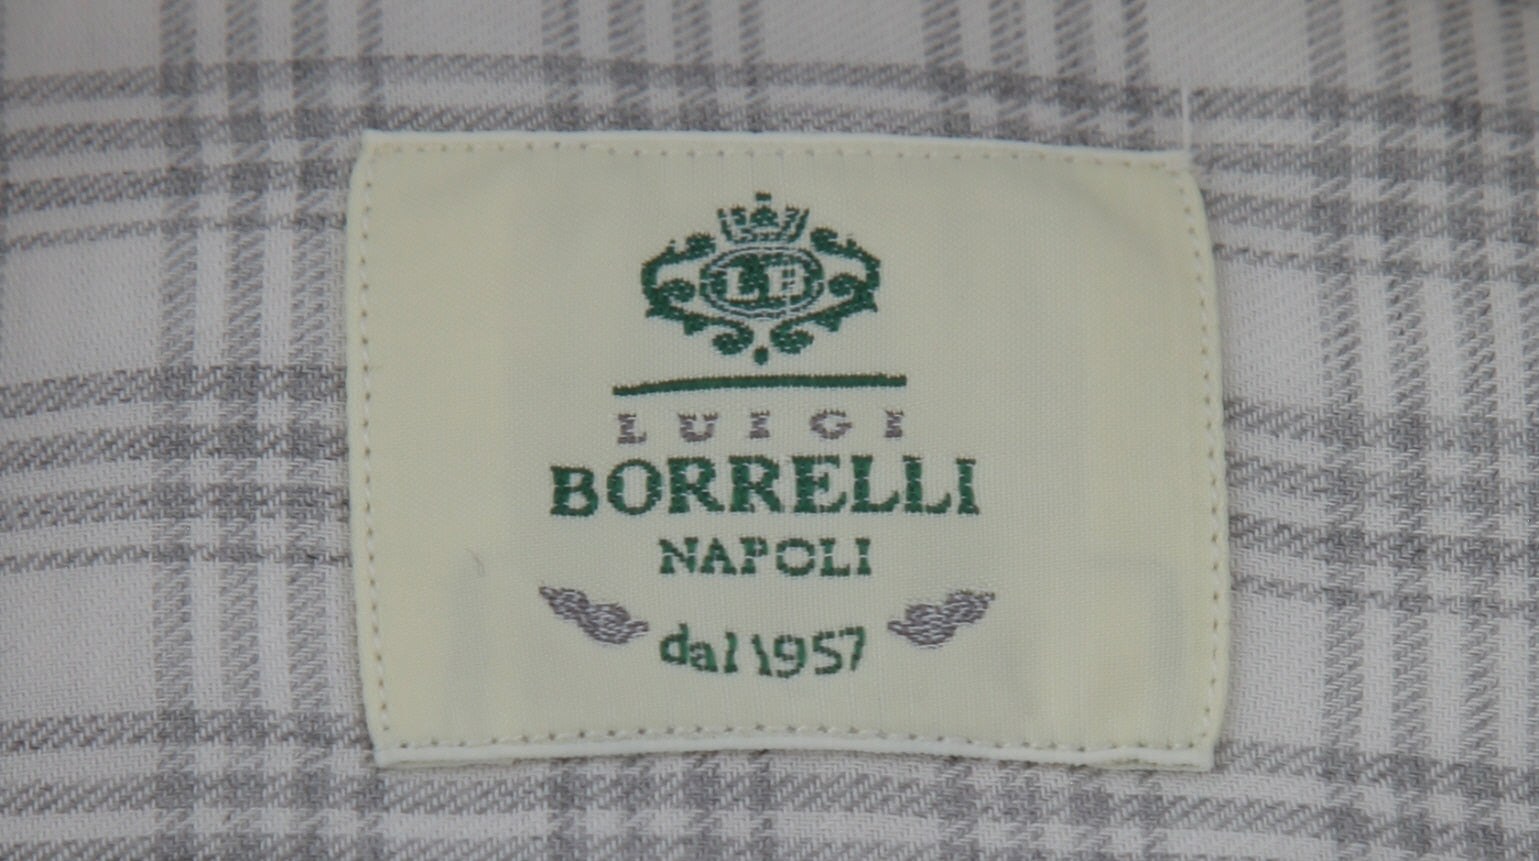 LB
LUIGI
BORRELLI
NAPOLI
dal 1957